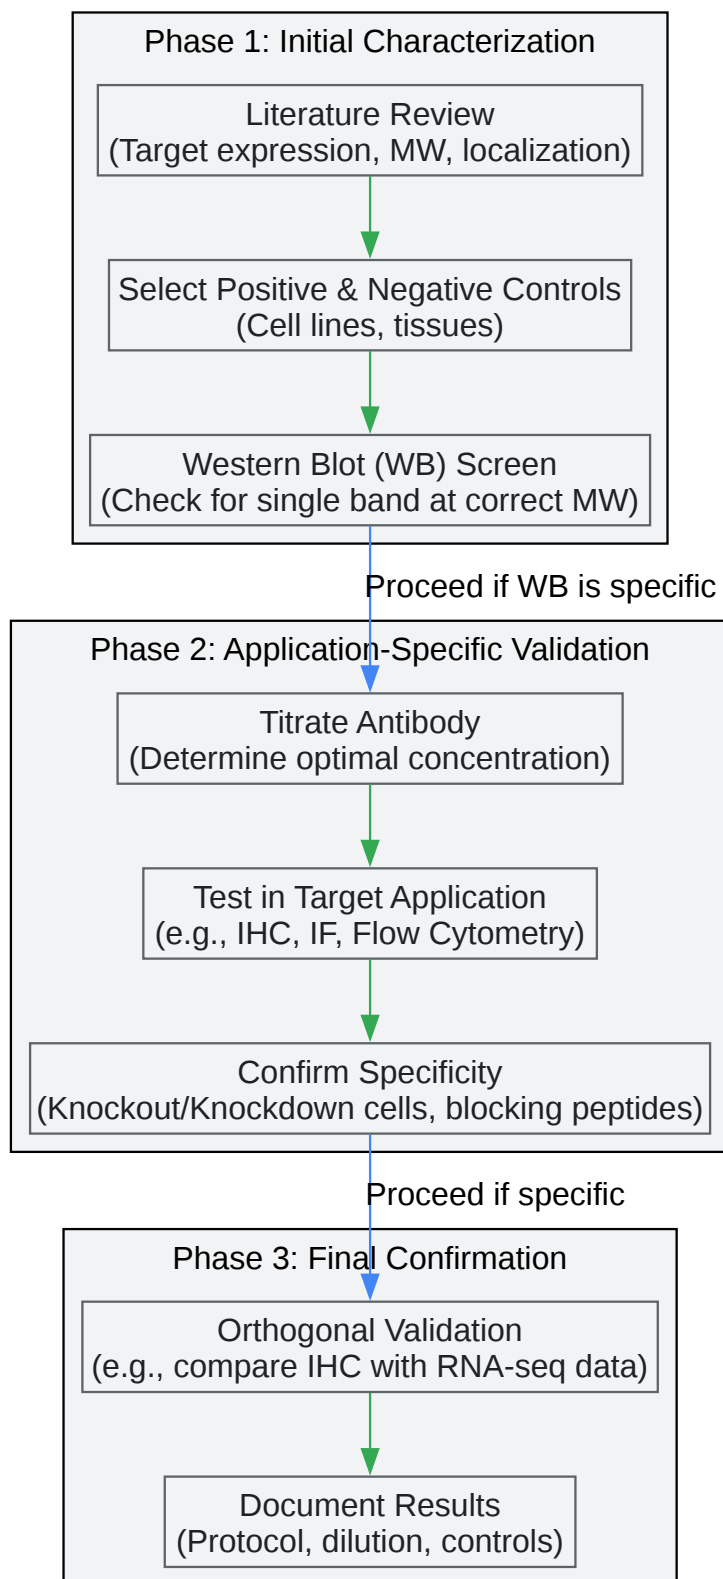 Phase 1: Initial Characterization
Literature Review
(Target expression, MW, localization)
Select Positive & Negative Controls
(Cell lines, tissues)
Western Blot (WB) Screen
(Check for single band at correct MW)
Proceed if WB is specific
Phase 2: Application-Specific Validation
Titrate Antibody
(Determine optimal concentration)
Test in Target Application
(e.g., IHC, IF, Flow Cytometry)
Confirm Specificity
(Knockout/Knockdown cells, blocking peptides)
Proceed if specific
Phase 3: Final Confirmation
Orthogonal Validation
(e.g., compare IHC with RNA-seq data)
Document Results
(Protocol, dilution, controls)